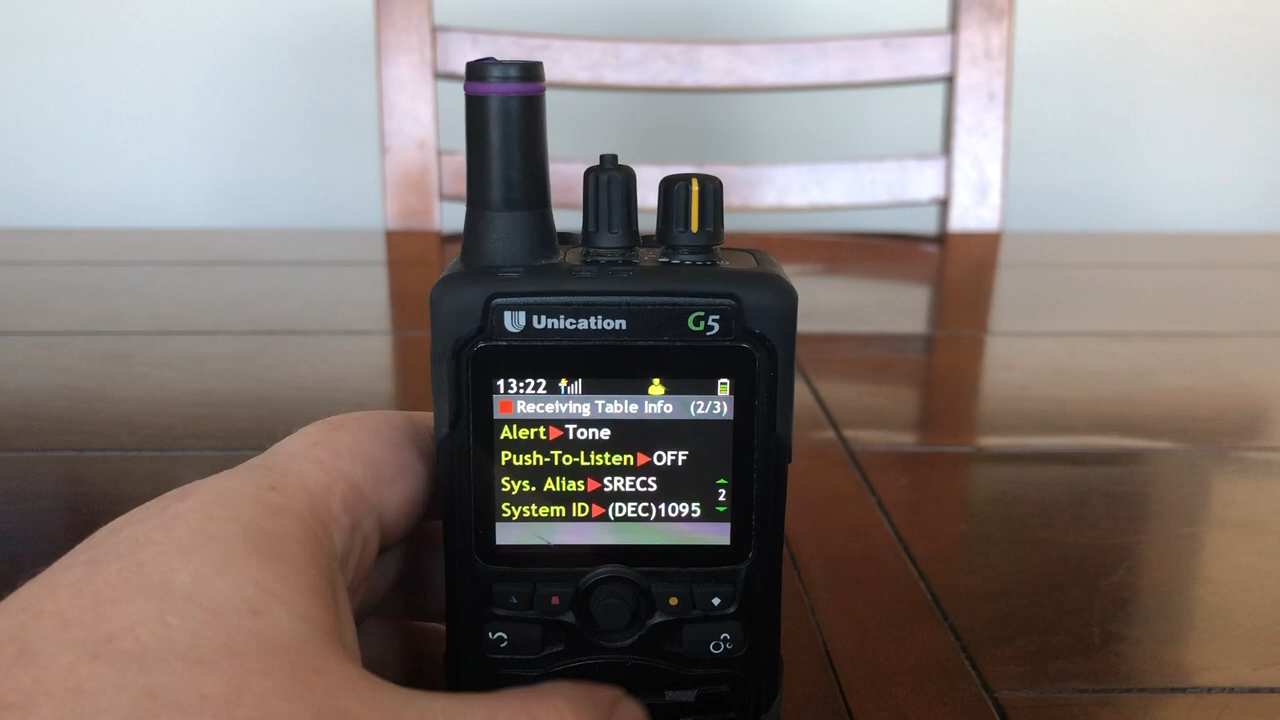 Unication G5
13:22
Receiving Table Info (2/3)
Alert▶Tone
Push-To-Listen▶OFF
Sys. Alias▶SRECS
2
System ID▶(DEC)1095